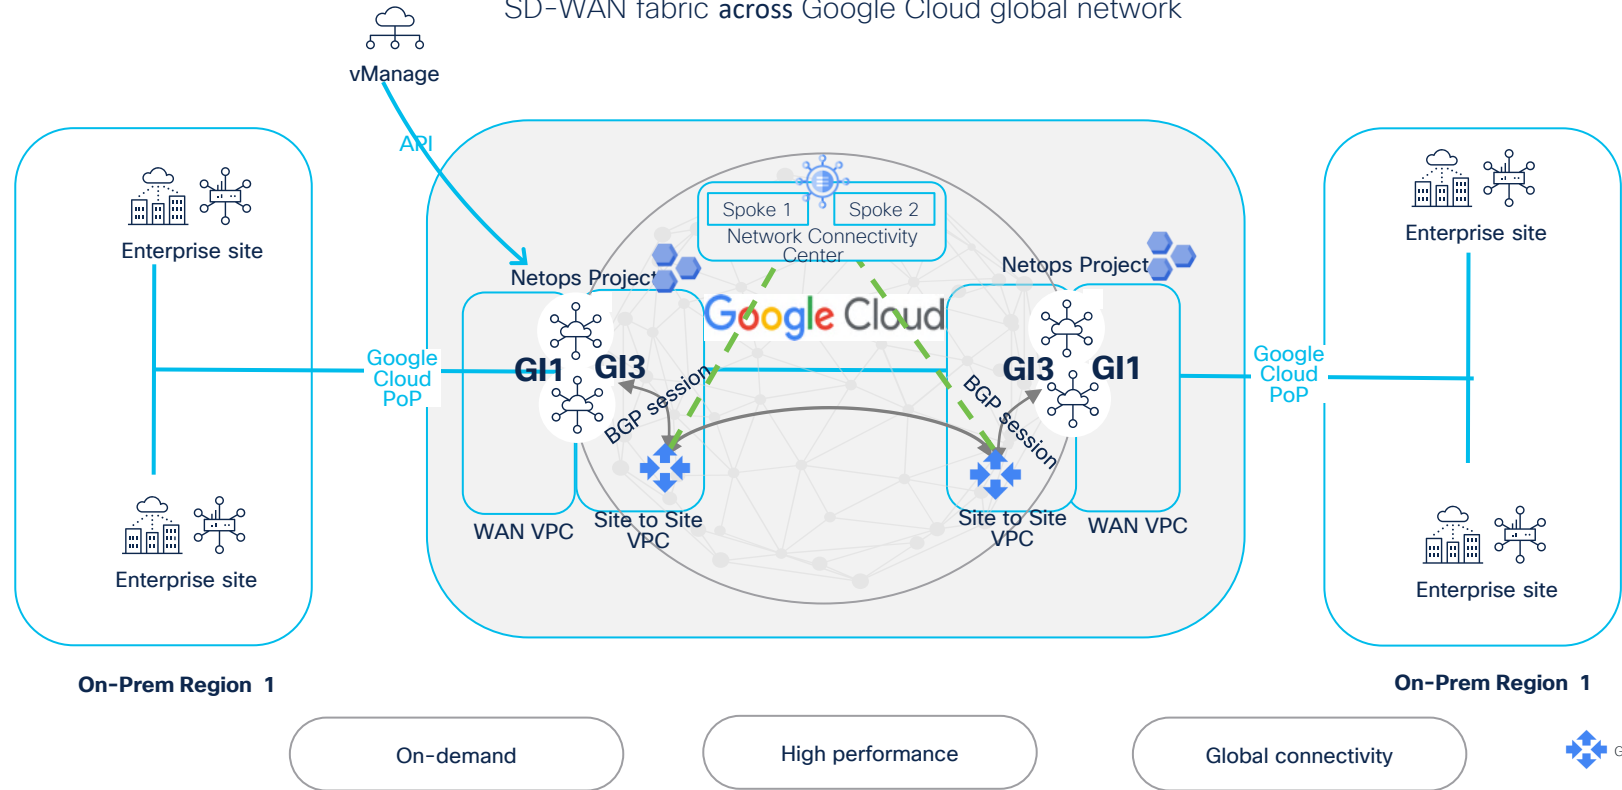 SD-WAN fabric across Google Cloud global network
vManage
API
Enterprise site
Enterprise site
On-Prem Region 1
Google
Cloud
PoP
Netops Project
GI1
GI3
BGP session
WAN VPC
Site to Site
VPC
Spoke 1
Spoke 2
Network Connectivity
Center
Google Cloud
Netops Project
GI3
GI1
BGP session
Site to Site
VPC
WAN VPC
Google
Cloud
PoP
Enterprise site
Enterprise site
On-Prem Region 1
On-demand
High performance
Global connectivity